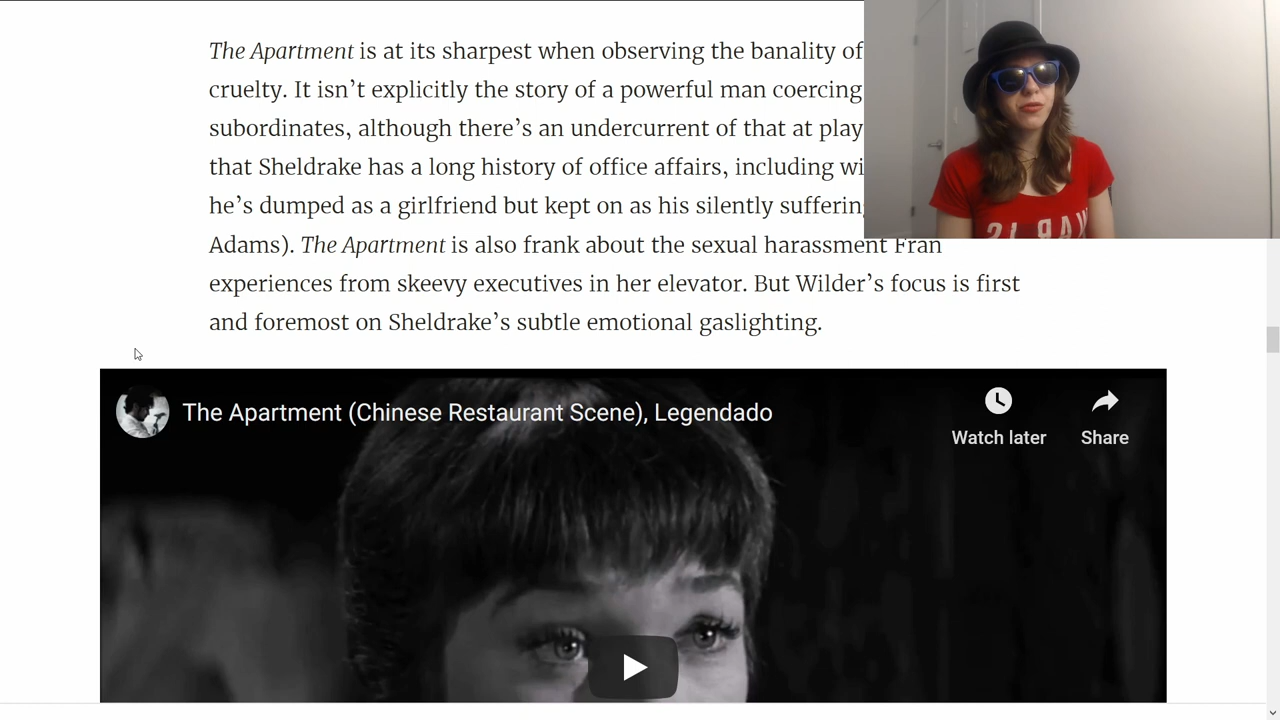 The Apartment is at its sharpest when observing the banality of
cruelty. It isn’t explicitly the story of a powerful man coercing
subordinates, although there’s an undercurrent of that at play
that Sheldrake has a long history of office affairs, including wi
he’s dumped as a girlfriend but kept on as his silently suffering
Adams). The Apartment is also frank about the sexual harassment Fran
experiences from skeevy executives in her elevator. But Wilder’s focus is first
and foremost on Sheldrake’s subtle emotional gaslighting.
The Apartment (Chinese Restaurant Scene), Legendado
Watch later
Share